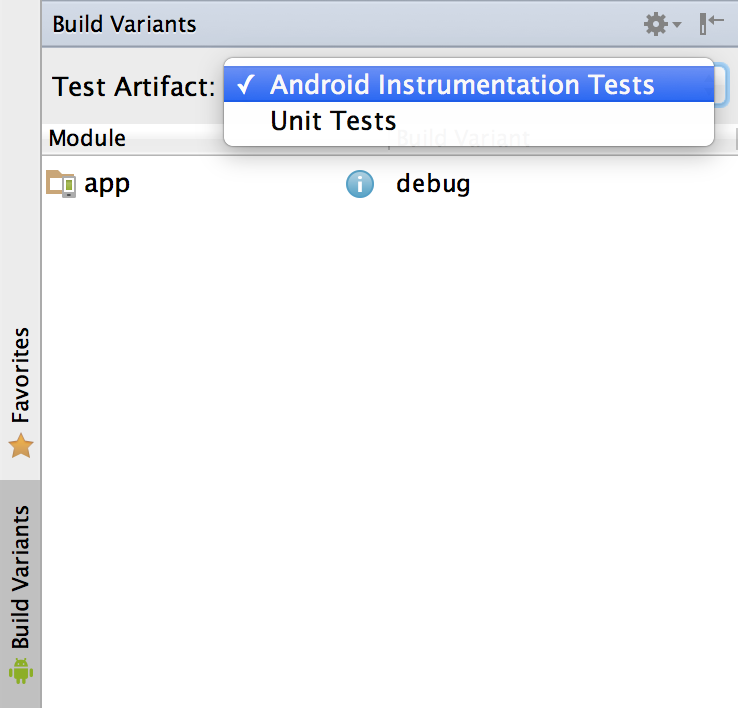 Build Variants
Test Artifact:
✓ Android Instrumentation Tests
Unit Tests
Module
Build Variant
app
debug
Favorites
Build Variants